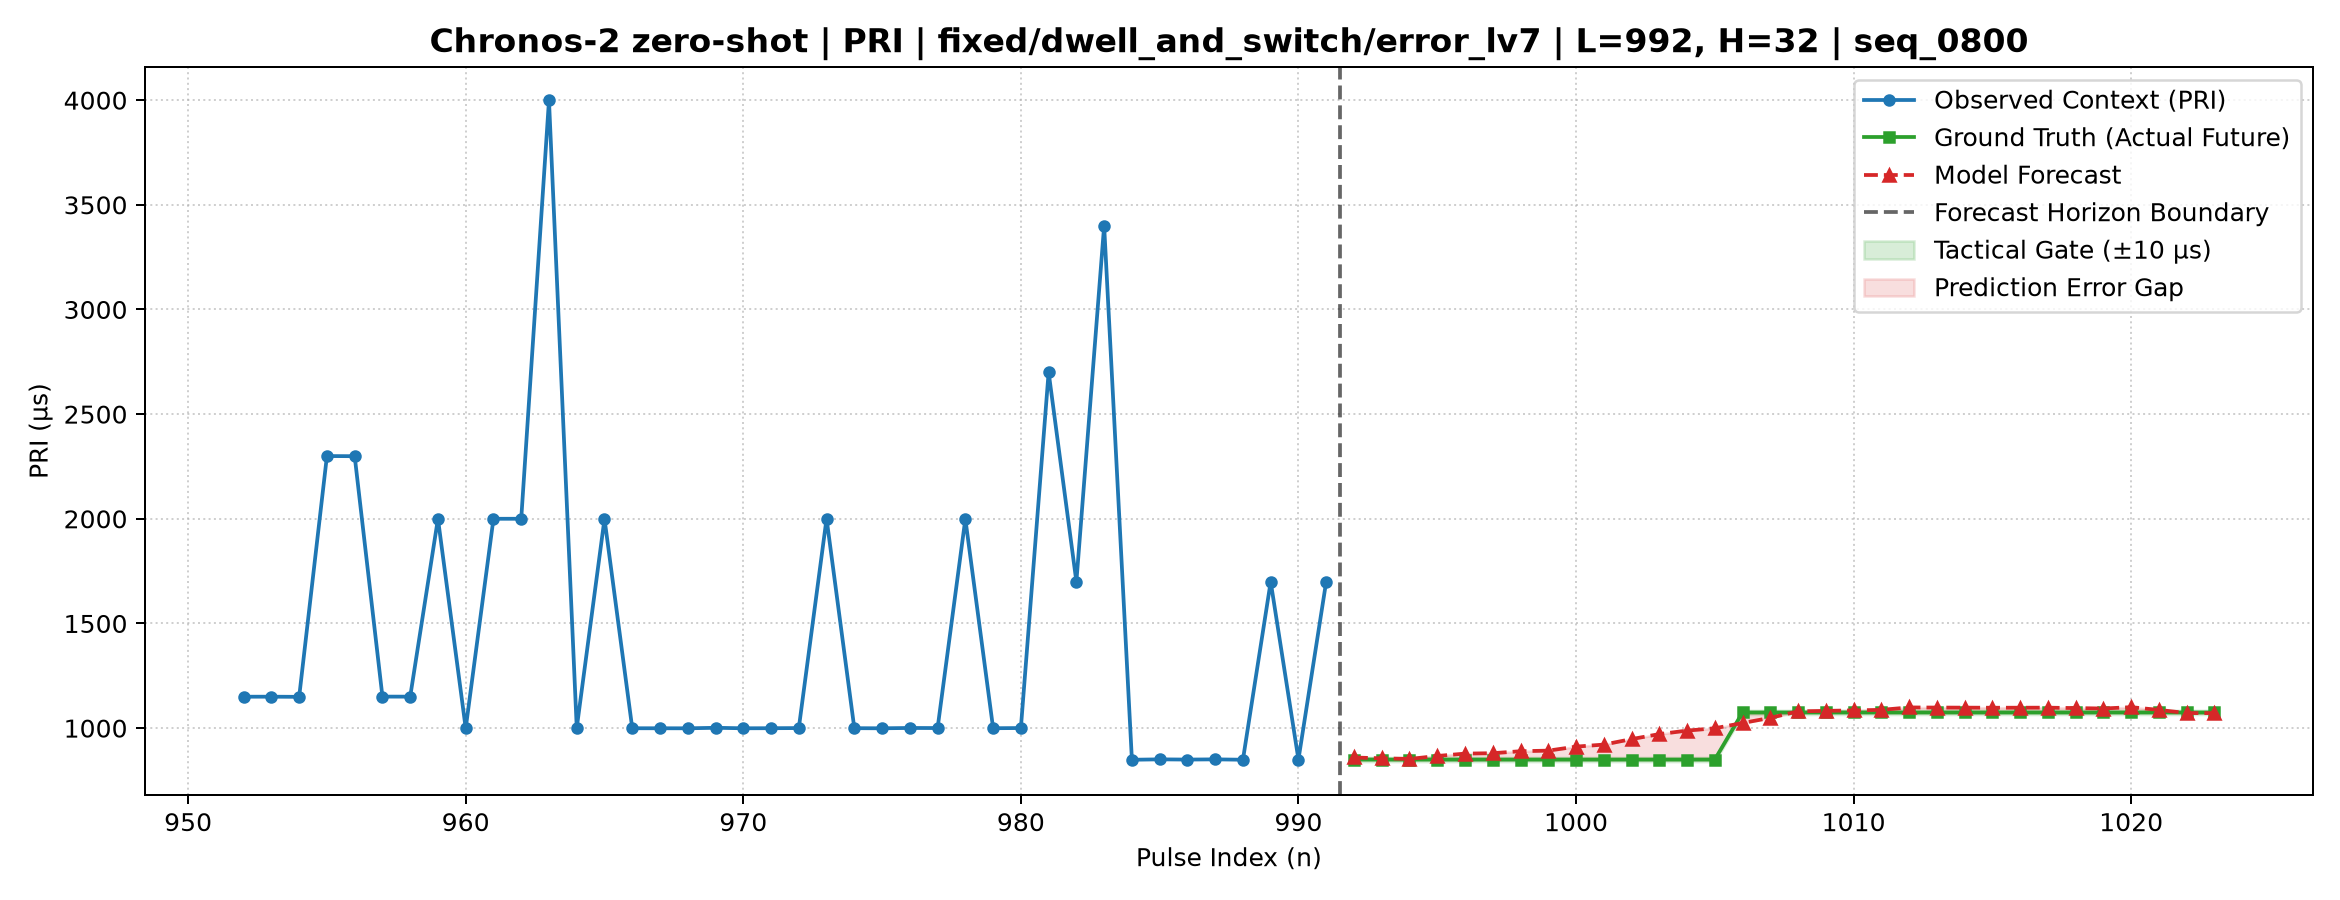 Chronos-2 zero-shot | PRI | fixed/dwell_and_switch/error_lv7 | L=992, H=32 | seq_0800
Observed Context (PRI)
Ground Truth (Actual Future)
Model Forecast
Forecast Horizon Boundary
Tactical Gate (±10 µs)
Prediction Error Gap
PRI (µs)
4000
3500
3000
2500
2000
1500
1000
950 960 970 980 990 1000 1010 1020
Pulse Index (n)